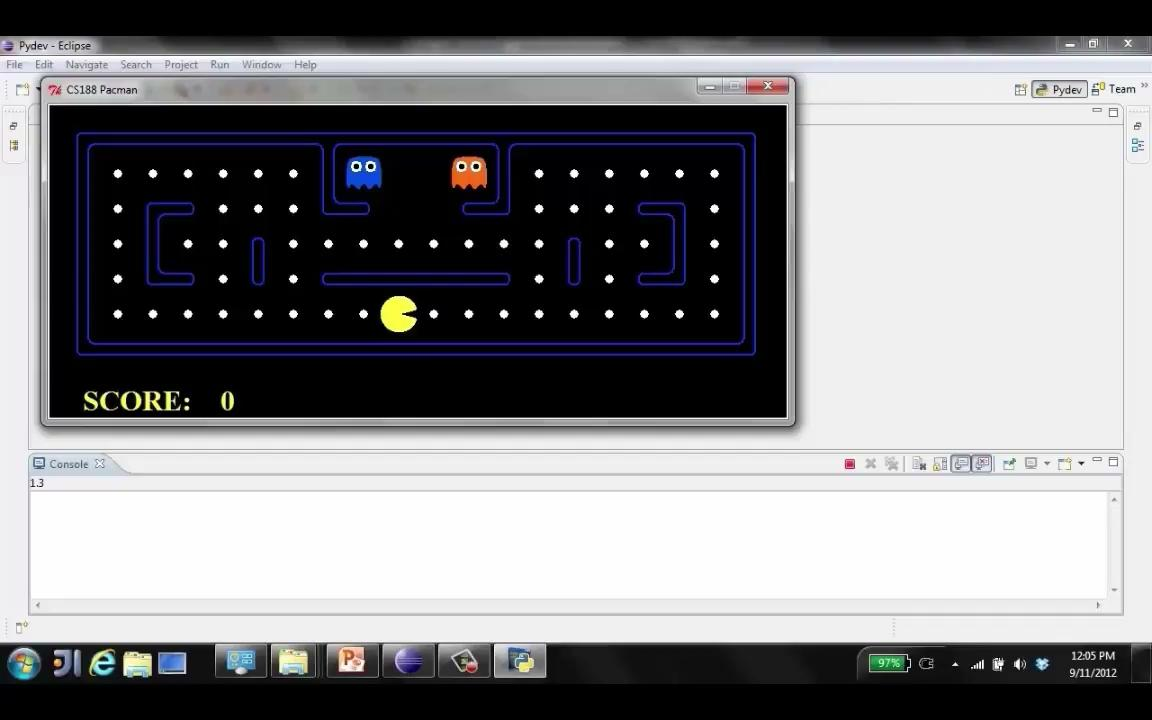 Pydev - Eclipse
File Edit Navigate Search Project Run Window Help
CS188 Pacman
Pydev Team
SCORE: 0
Console
1.3
97%
12:05 PM
9/11/2012